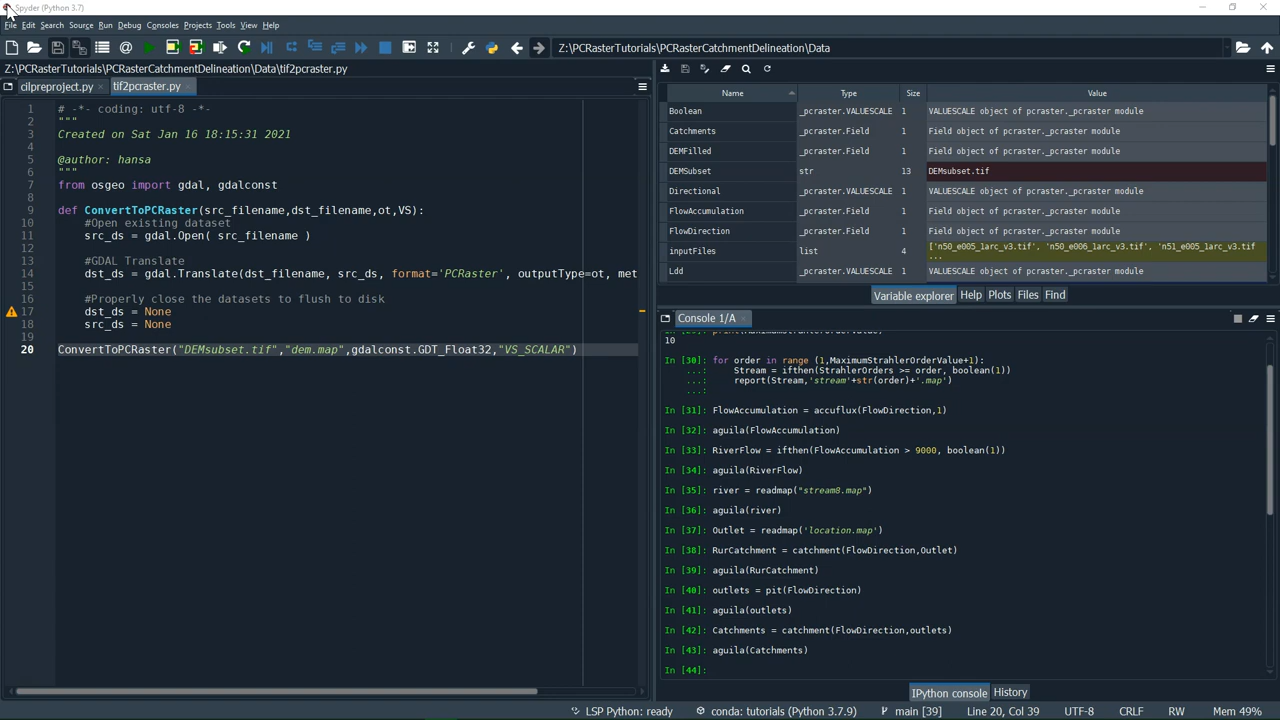 Spyder (Python 3.7)
File Edit Search Source Run Debug Consoles Projects Tools View Help
Z:\PCRasterTutorials\PCRasterCatchmentDelineation\Data
Z:\PCRasterTutorials\PCRasterCatchmentDelineation\Data\tif2pcraster.py
cilpreproject.py
tif2pcraster.py
1 # -*- coding: utf-8 -*-
2 """
3 Created on Sat Jan 16 18:15:31 2021
4
5 @author: hansa
6 """
7 from osgeo import gdal, gdalconst
8
9 def ConvertToPCRaster(src_filename,dst_filename,ot,VS):
10 #Open existing dataset
11 src_ds = gdal.Open( src_filename )
12
13 #GDAL Translate
14 dst_ds = gdal.Translate(dst_filename, src_ds, format='PCRaster', outputType=ot, met
15
16 #Properly close the datasets to flush to disk
17 dst_ds = None
18 src_ds = None
19
20 ConvertToPCRaster("DEMsubset.tif","dem.map",gdalconst.GDT_Float32,"VS_SCALAR")
Name Type Size Value
Boolean _pcraster.VALUESCALE 1 VALUESCALE object of pcraster._pcraster module
Catchments _pcraster.Field 1 Field object of pcraster._pcraster module
DEMFilled _pcraster.Field 1 Field object of pcraster._pcraster module
DEMSubset str 13 DEMsubset.tif
Directional _pcraster.VALUESCALE 1 VALUESCALE object of pcraster._pcraster module
FlowAccumulation _pcraster.Field 1 Field object of pcraster._pcraster module
FlowDirection _pcraster.Field 1 Field object of pcraster._pcraster module
inputFiles list 4 ['n50_e005_1arc_v3.tif', 'n50_e006_1arc_v3.tif', 'n51_e005_1arc_v3.tif
...
Ldd _pcraster.VALUESCALE 1 VALUESCALE object of pcraster._pcraster module
Variable explorer Help Plots Files Find
Console 1/A
10
In [30]: for order in range (1,MaximumStrahlerOrderValue+1):
...: Stream = ifthen(StrahlerOrders >= order, boolean(1))
...: report(Stream,'stream'+str(order)+'.map')
...:
In [31]: FlowAccumulation = accuflux(FlowDirection,1)
In [32]: aguila(FlowAccumulation)
In [33]: RiverFlow = ifthen(FlowAccumulation > 9000, boolean(1))
In [34]: aguila(RiverFlow)
In [35]: river = readmap("stream8.map")
In [36]: aguila(river)
In [37]: Outlet = readmap('location.map')
In [38]: RurCatchment = catchment(FlowDirection,Outlet)
In [39]: aguila(RurCatchment)
In [40]: outlets = pit(FlowDirection)
In [41]: aguila(outlets)
In [42]: Catchments = catchment(FlowDirection,outlets)
In [43]: aguila(Catchments)
In [44]:
IPython console History
LSP Python: ready conda: tutorials (Python 3.7.9) main [39] Line 20, Col 39 UTF-8 CRLF RW Mem 49%